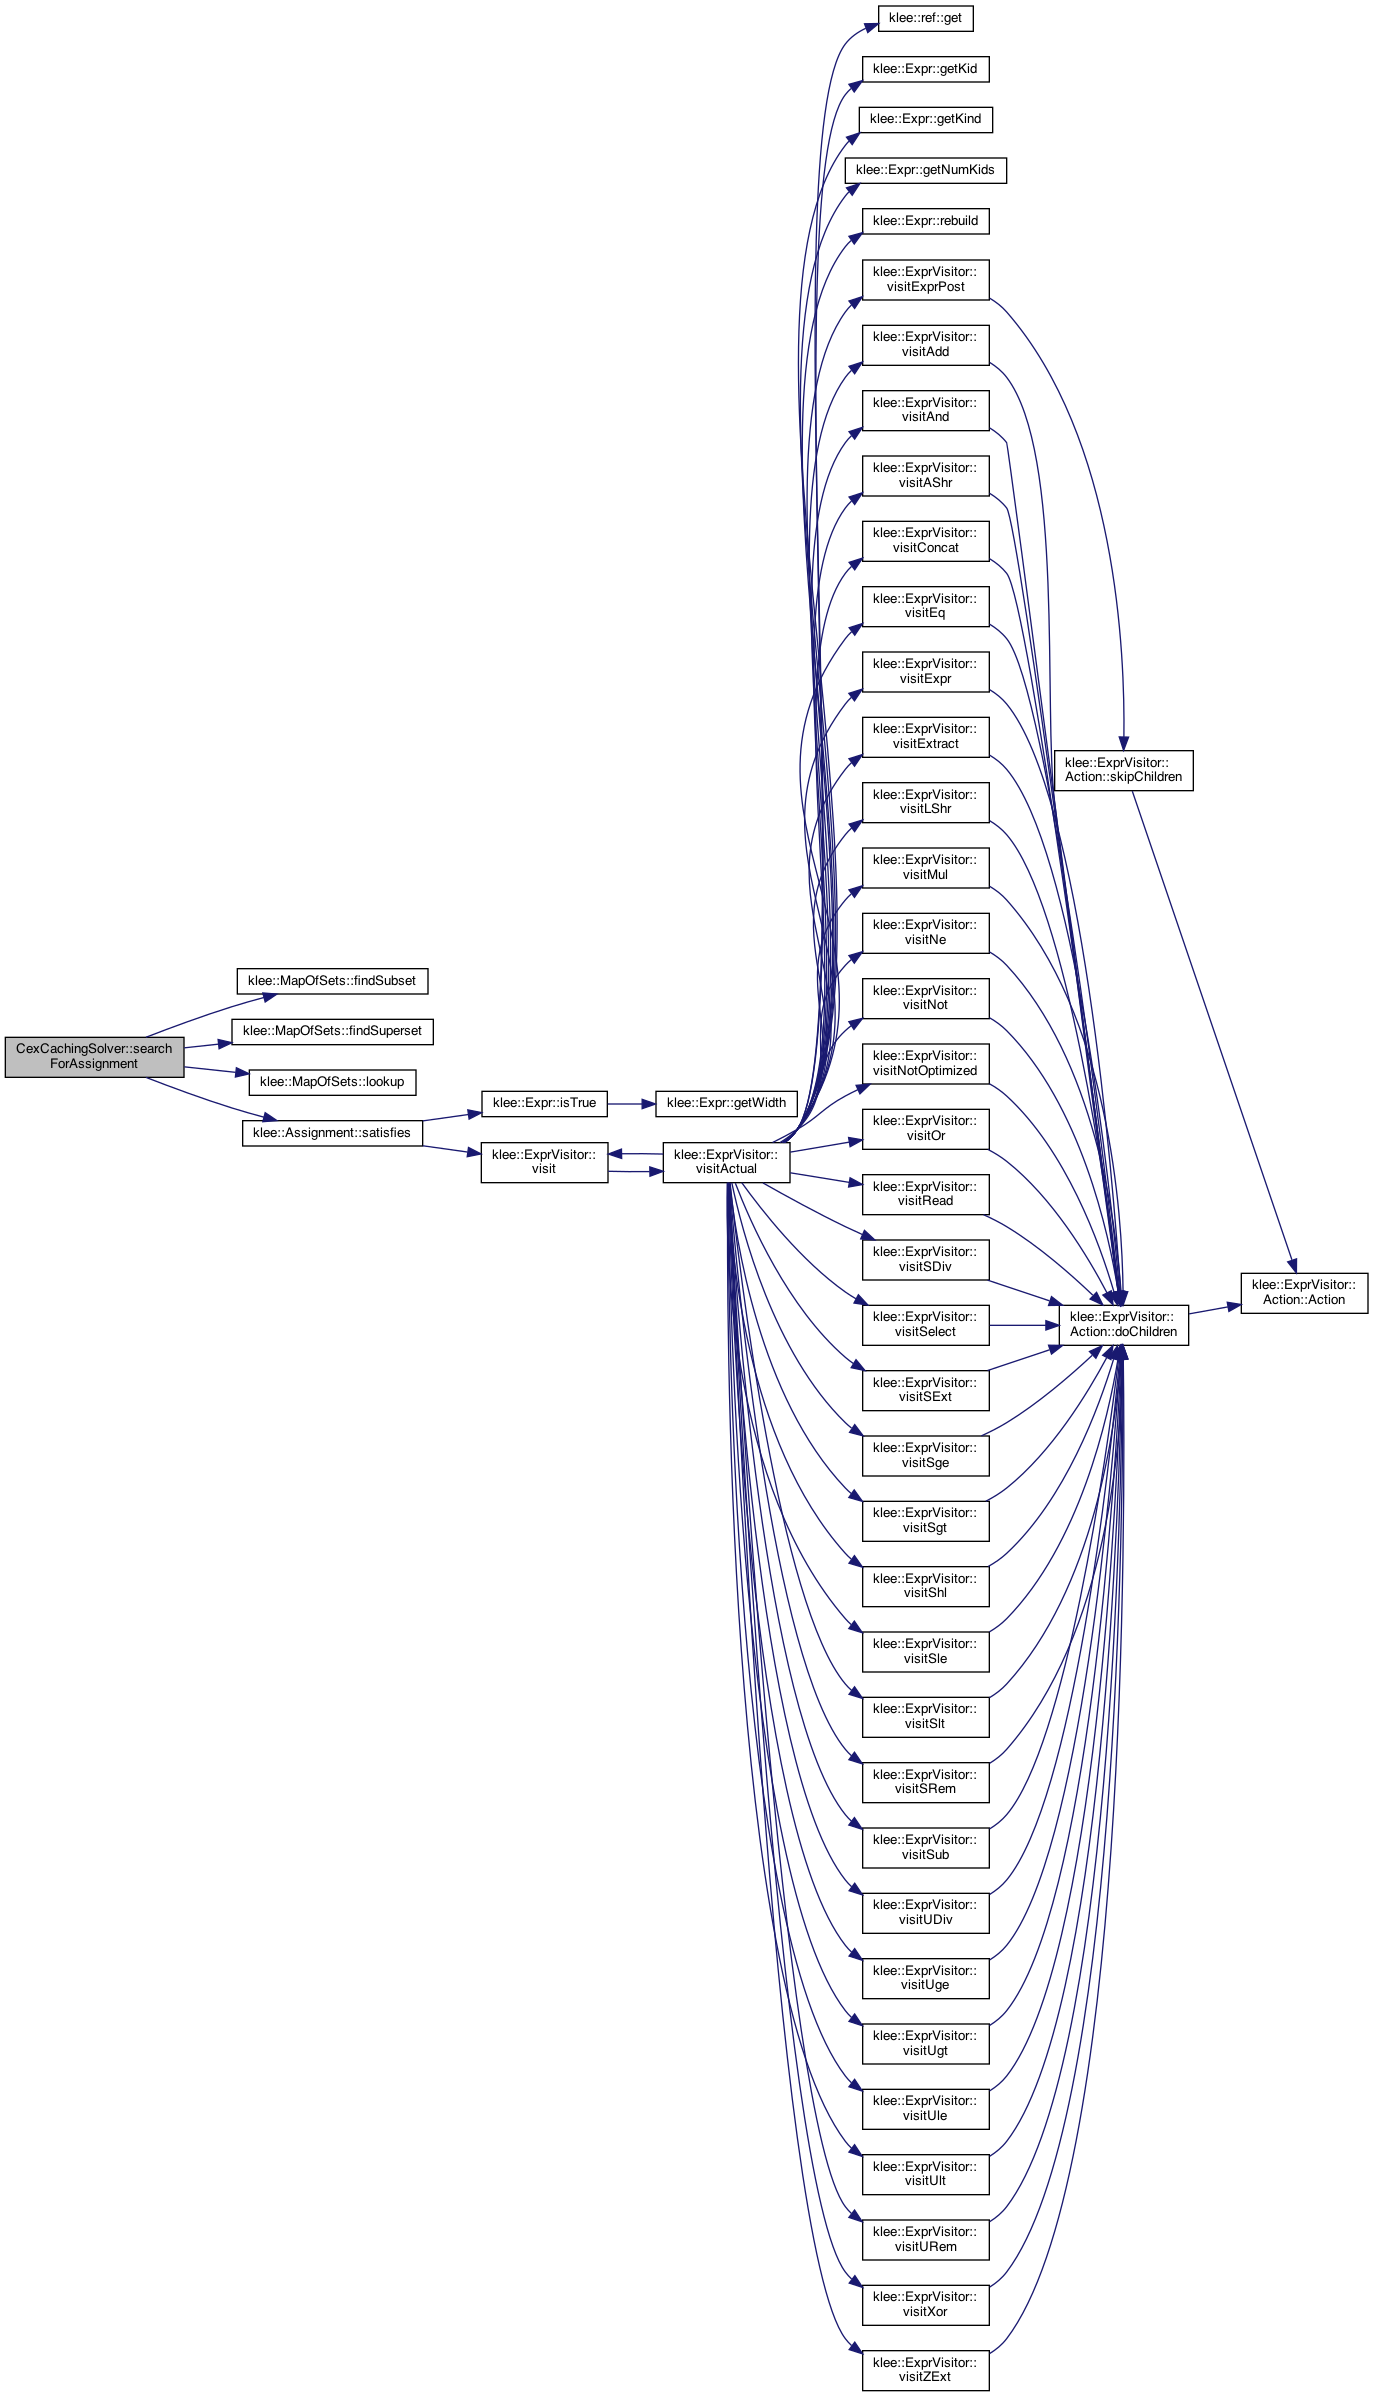 CexCachingSolver::search
ForAssignment
klee::MapOfSets::findSubset
klee::MapOfSets::findSuperset
klee::MapOfSets::lookup
klee::Assignment::satisfies
klee::Expr::isTrue
klee::ExprVisitor::
visit
klee::Expr::getWidth
klee::ExprVisitor::
visitActual
klee::ref::get
klee::Expr::getKid
klee::Expr::getKind
klee::Expr::getNumKids
klee::Expr::rebuild
klee::ExprVisitor::
visitExprPost
klee::ExprVisitor::
visitAdd
klee::ExprVisitor::
visitAnd
klee::ExprVisitor::
visitAShr
klee::ExprVisitor::
visitConcat
klee::ExprVisitor::
visitEq
klee::ExprVisitor::
visitExpr
klee::ExprVisitor::
visitExtract
klee::ExprVisitor::
visitLShr
klee::ExprVisitor::
visitMul
klee::ExprVisitor::
visitNe
klee::ExprVisitor::
visitNot
klee::ExprVisitor::
visitNotOptimized
klee::ExprVisitor::
visitOr
klee::ExprVisitor::
visitRead
klee::ExprVisitor::
visitSDiv
klee::ExprVisitor::
visitSelect
klee::ExprVisitor::
visitSExt
klee::ExprVisitor::
visitSge
klee::ExprVisitor::
visitSgt
klee::ExprVisitor::
visitShl
klee::ExprVisitor::
visitSle
klee::ExprVisitor::
visitSlt
klee::ExprVisitor::
visitSRem
klee::ExprVisitor::
visitSub
klee::ExprVisitor::
visitUDiv
klee::ExprVisitor::
visitUge
klee::ExprVisitor::
visitUgt
klee::ExprVisitor::
visitUle
klee::ExprVisitor::
visitUlt
klee::ExprVisitor::
visitURem
klee::ExprVisitor::
visitXor
klee::ExprVisitor::
visitZExt
klee::ExprVisitor::
Action::skipChildren
klee::ExprVisitor::
Action::doChildren
klee::ExprVisitor::
Action::Action